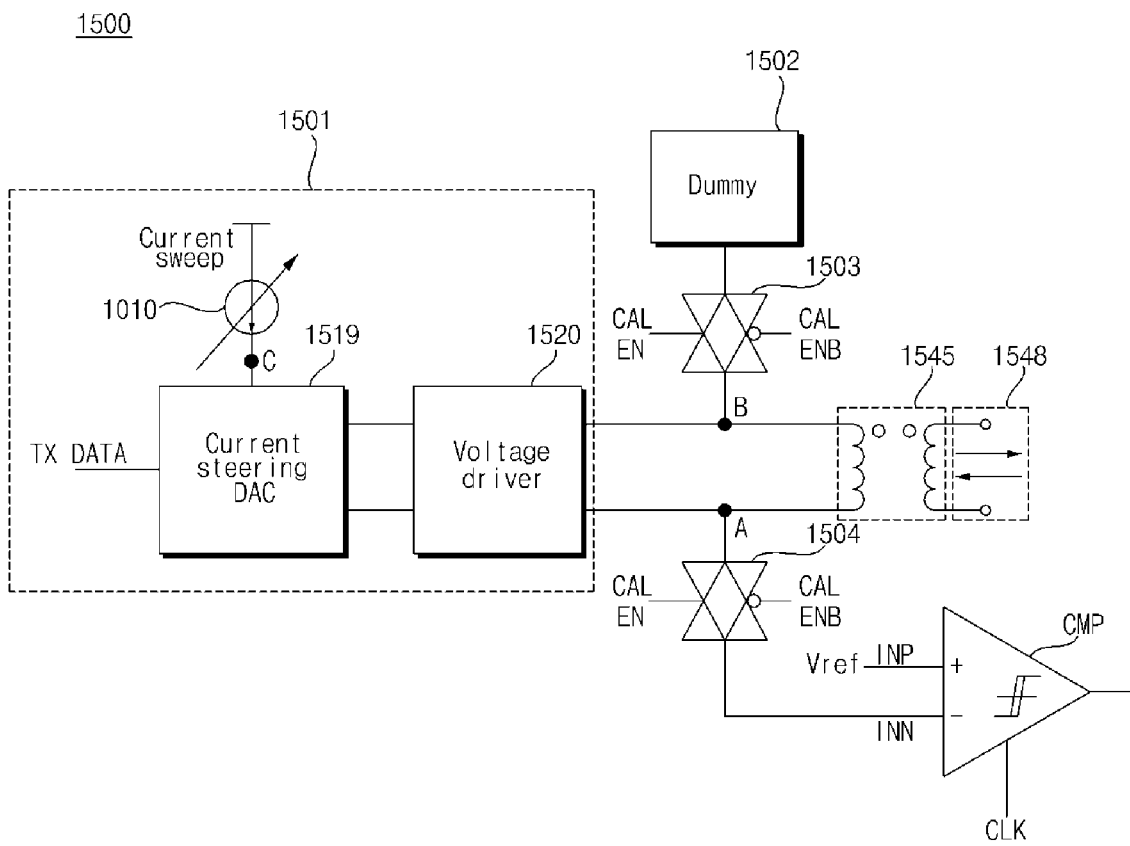 1500
1502
1501
Dummy
Current
sweep
1503
1010
CAL
EN
CAL
ENB
1519
1520
1545
1548
C
B
TX DATA
Current
steering
DAC
Voltage
driver
A
1504
CAL
EN
CAL
ENB
CMP
Vref
INP
+
-
INN
CLK